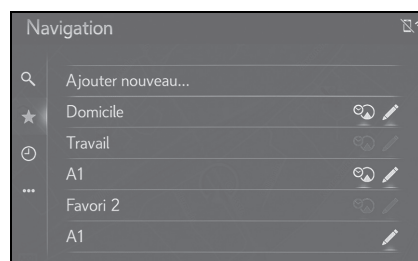 Navigation
Ajouter nouveau...
Domicile
Travail
A1
Favori 2
A1